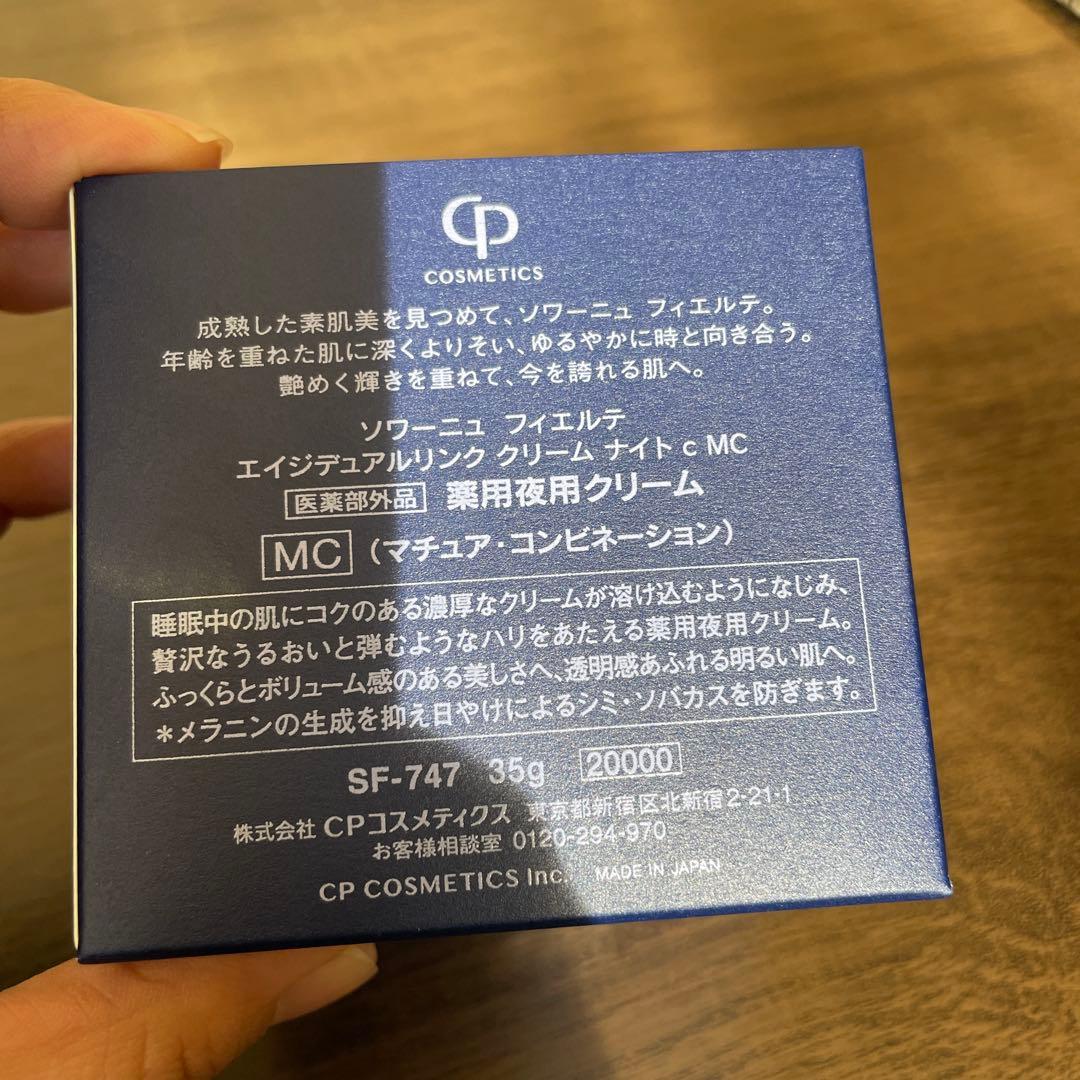 CP
COSMETICS
成熟した素肌美を見つめて、ソワーニュ フィエルテ。
年齢を重ねた肌に深くよりそい、ゆるやかに時と向き合う。
艶めく輝きを重ねて、今を誇れる肌へ。
ソワーニュ フィエルテ
エイジデュアルリンク クリーム ナイト c MC
医薬部外品 薬用夜用クリーム
MC (マチュア・コンビネーション)
睡眠中の肌にコクのある濃厚なクリームが溶け込むようになじみ、
贅沢なうるおいと弾むようなハリをあたえる薬用夜用クリーム。
ふっくらとボリューム感のある美しさへ、透明感あふれる明るい肌へ。
*メラニンの生成を抑え日やけによるシミ・ソバカスを防ぎます。
SF-747 35g 20000
株式会社 CPコスメティクス 東京都新宿区北新宿2-21-1
お客様相談室 0120-294-970
CP COSMETICS Inc. MADE IN JAPAN